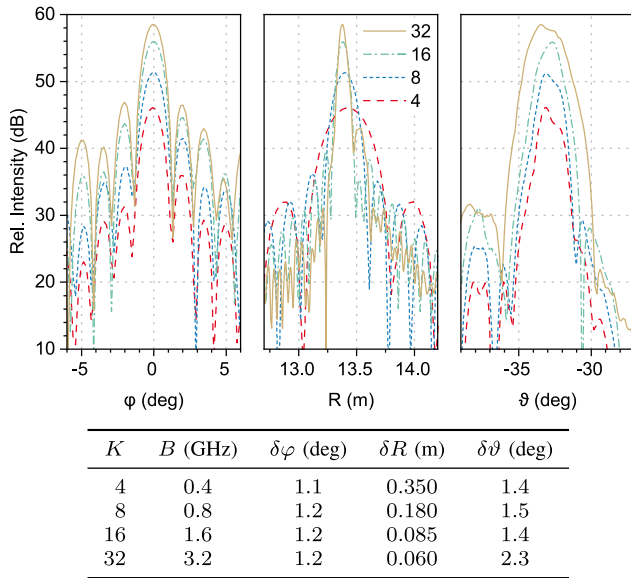 60
50
40
30
20
10
Rel. Intensity (dB)
32
16
8
4
-5 0 5
13.0 13.5 14.0
-35 -30
φ (deg)
R (m)
ϑ (deg)
K B (GHz) δφ (deg) δR (m) δϑ (deg)
4 0.4 1.1 0.350 1.4
8 0.8 1.2 0.180 1.5
16 1.6 1.2 0.085 1.4
32 3.2 1.2 0.060 2.3